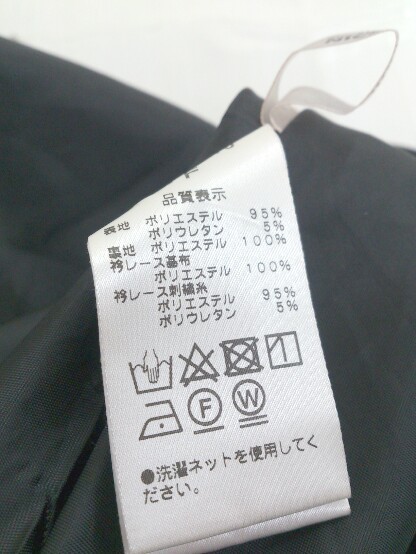 品質表示
表地 ポリエステル 95%
ポリウレタン 5%
裏地 ポリエステル 100%
衿レース基布
ポリエステル 100%
衿レース刺繍糸
ポリエステル 95%
ポリウレタン 5%
F W
●洗濯ネットを使用してく
ださい。